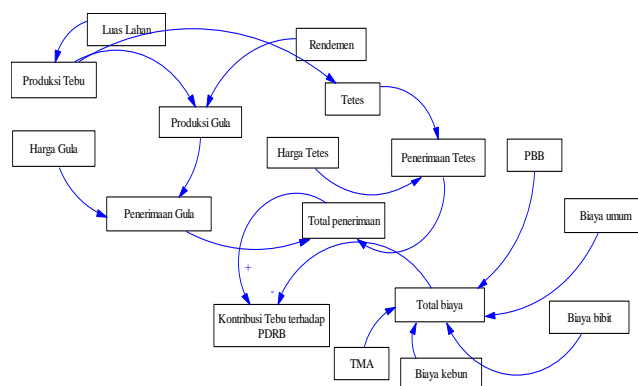 Luas Lahan
Rendemen
Produksi Tebu
Tetes
Produksi Gula
Harga Gula
Harga Tetes
Penerimaan Tetes
PBB
Penerimaan Gula
Total penerimaan
Biaya umum
+
-
Kontribusi Tebu terhadap
PDRB
Total biaya
Biaya bibit
TMA
Biaya kebun